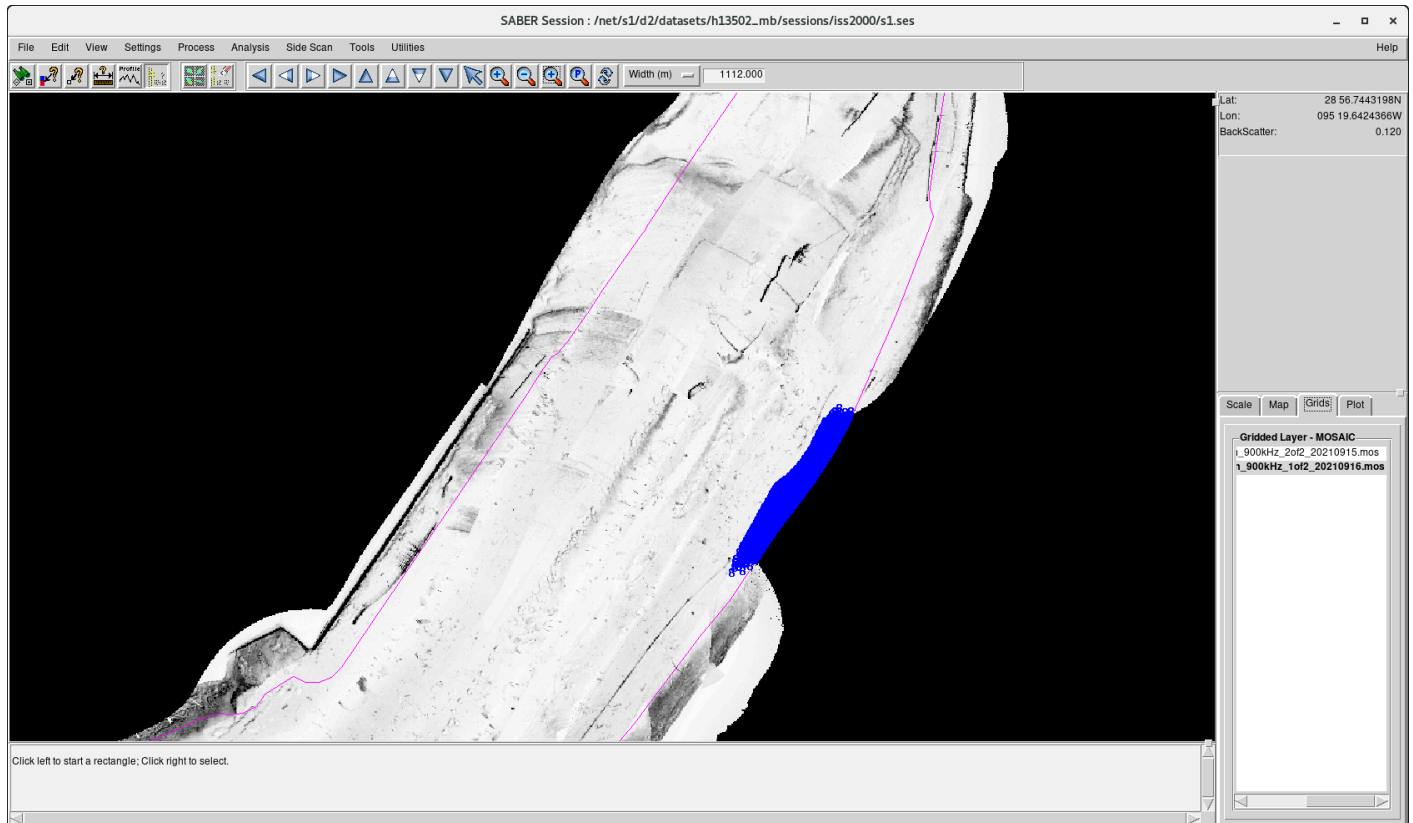 SABER Session : /net/s1/d2/datasets/h13502_mb/sessions/iss2000/s1.ses
File Edit View Settings Process Analysis Side Scan Tools Utilities Help
Profile
P
Width (m) 1112.000
Lat: 28 56.7443198N
Lon: 095 19.6424366W
BackScatter: 0.120
Scale Map Grids Plot
Gridded Layer - MOSAIC
_900kHz_2of2_20210915.mos
_900kHz_1of2_20210916.mos
Click left to start a rectangle; Click right to select.